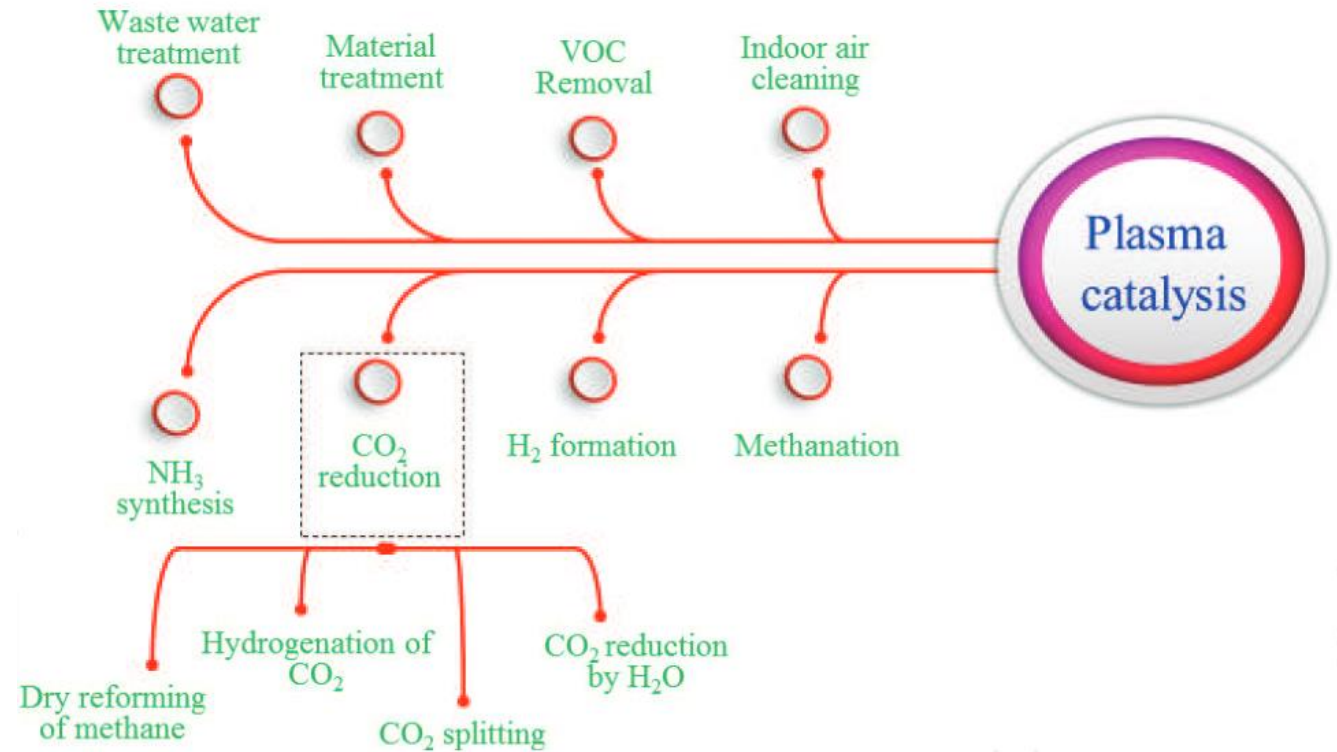 Waste water
treatment
Material
treatment
VOC
Removal
Indoor air
cleaning
Plasma
catalysis
NH₃
synthesis
CO₂
reduction
H₂ formation
Methanation
Dry reforming
of methane
Hydrogenation of
CO₂
CO₂ splitting
CO₂ reduction
by H₂O